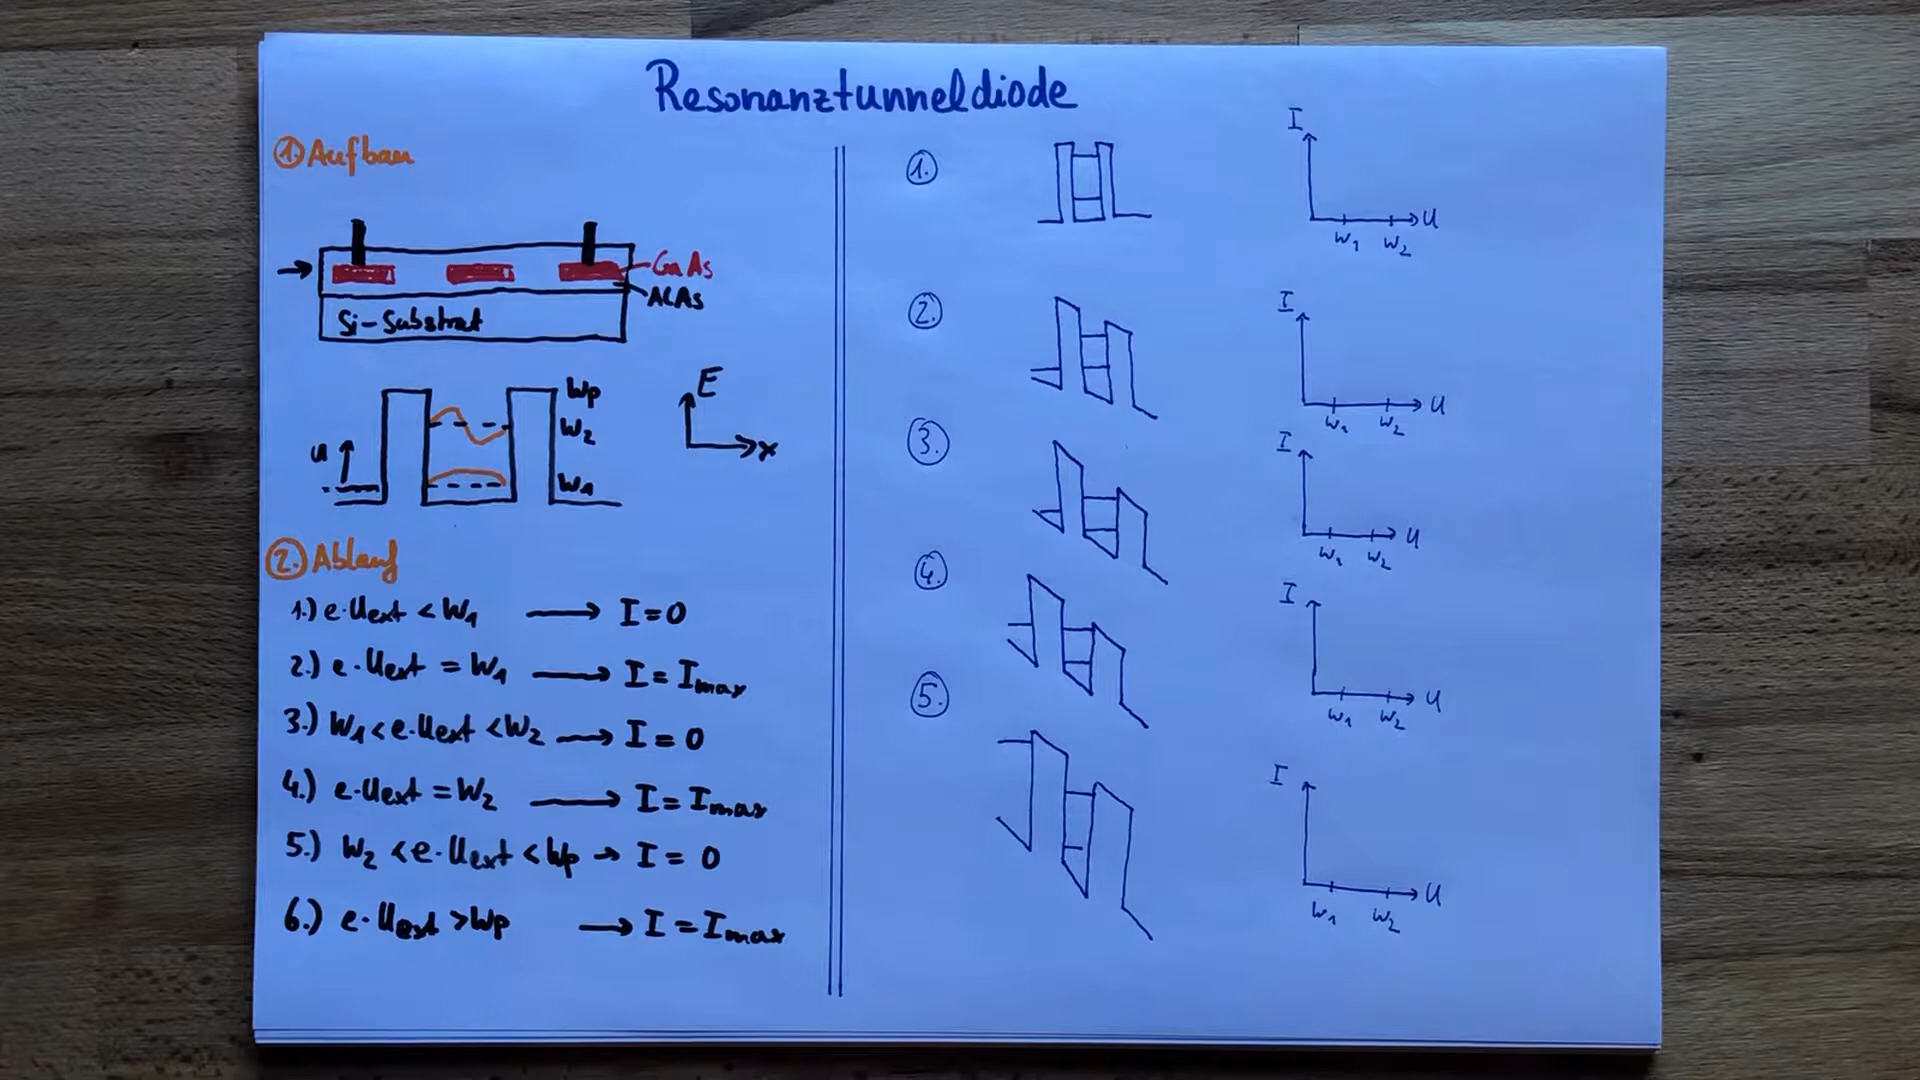 Resonanztunneldiode
① Aufbau
GaAs
AlAs
Si-Substrat
Wp
W2
W1
U
E
x
②. Ablauf
1.) e·Uext < W1 → I = 0
2.) e·Uext = W1 → I = Imax
3.) W1 < e·Uext < W2 → I = 0
4.) e·Uext = W2 → I = Imax
5.) W2 < e·Uext < Wp → I = 0
6.) e·Uext > Wp → I = Imax
1.
I
U
W1 W2
2.
I
U
W1 W2
3.
I
U
W1 W2
4.
I
U
W1 W2
5.
I
U
W1 W2